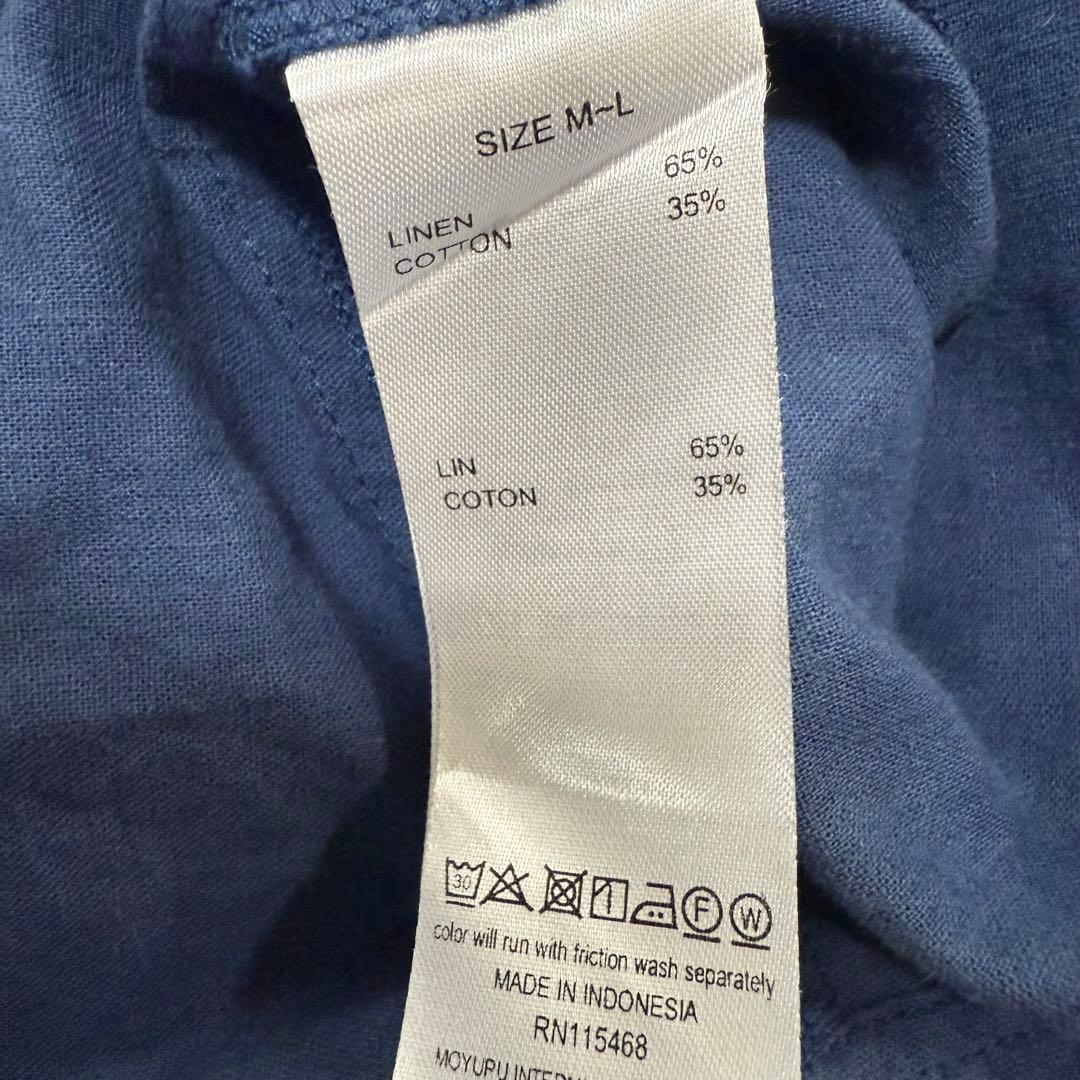 SIZE M~L
LINEN 65%
COTTON 35%
LIN 65%
COTON 35%
30 F W
color will run with friction wash separately
MADE IN INDONESIA
RN115468
MOYURU